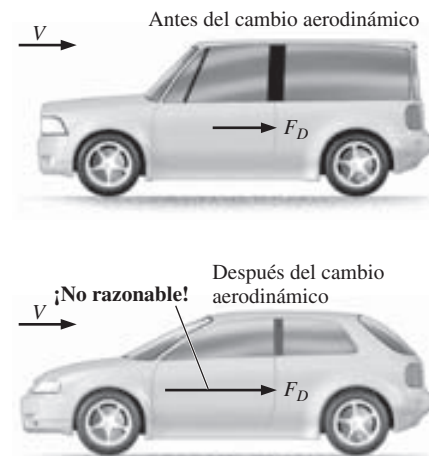 Antes del cambio aerodinámico
V
F_D
Después del cambio
aerodinámico
¡No razonable!
V
F_D